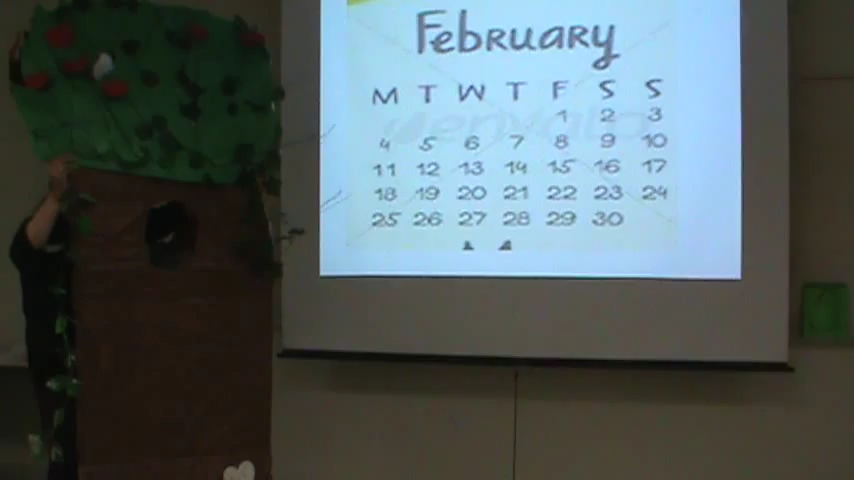 February
M T W T F S S
1 2 3
4 5 6 7 8 9 10
11 12 13 14 15 16 17
18 19 20 21 22 23 24
25 26 27 28 29 30
envato